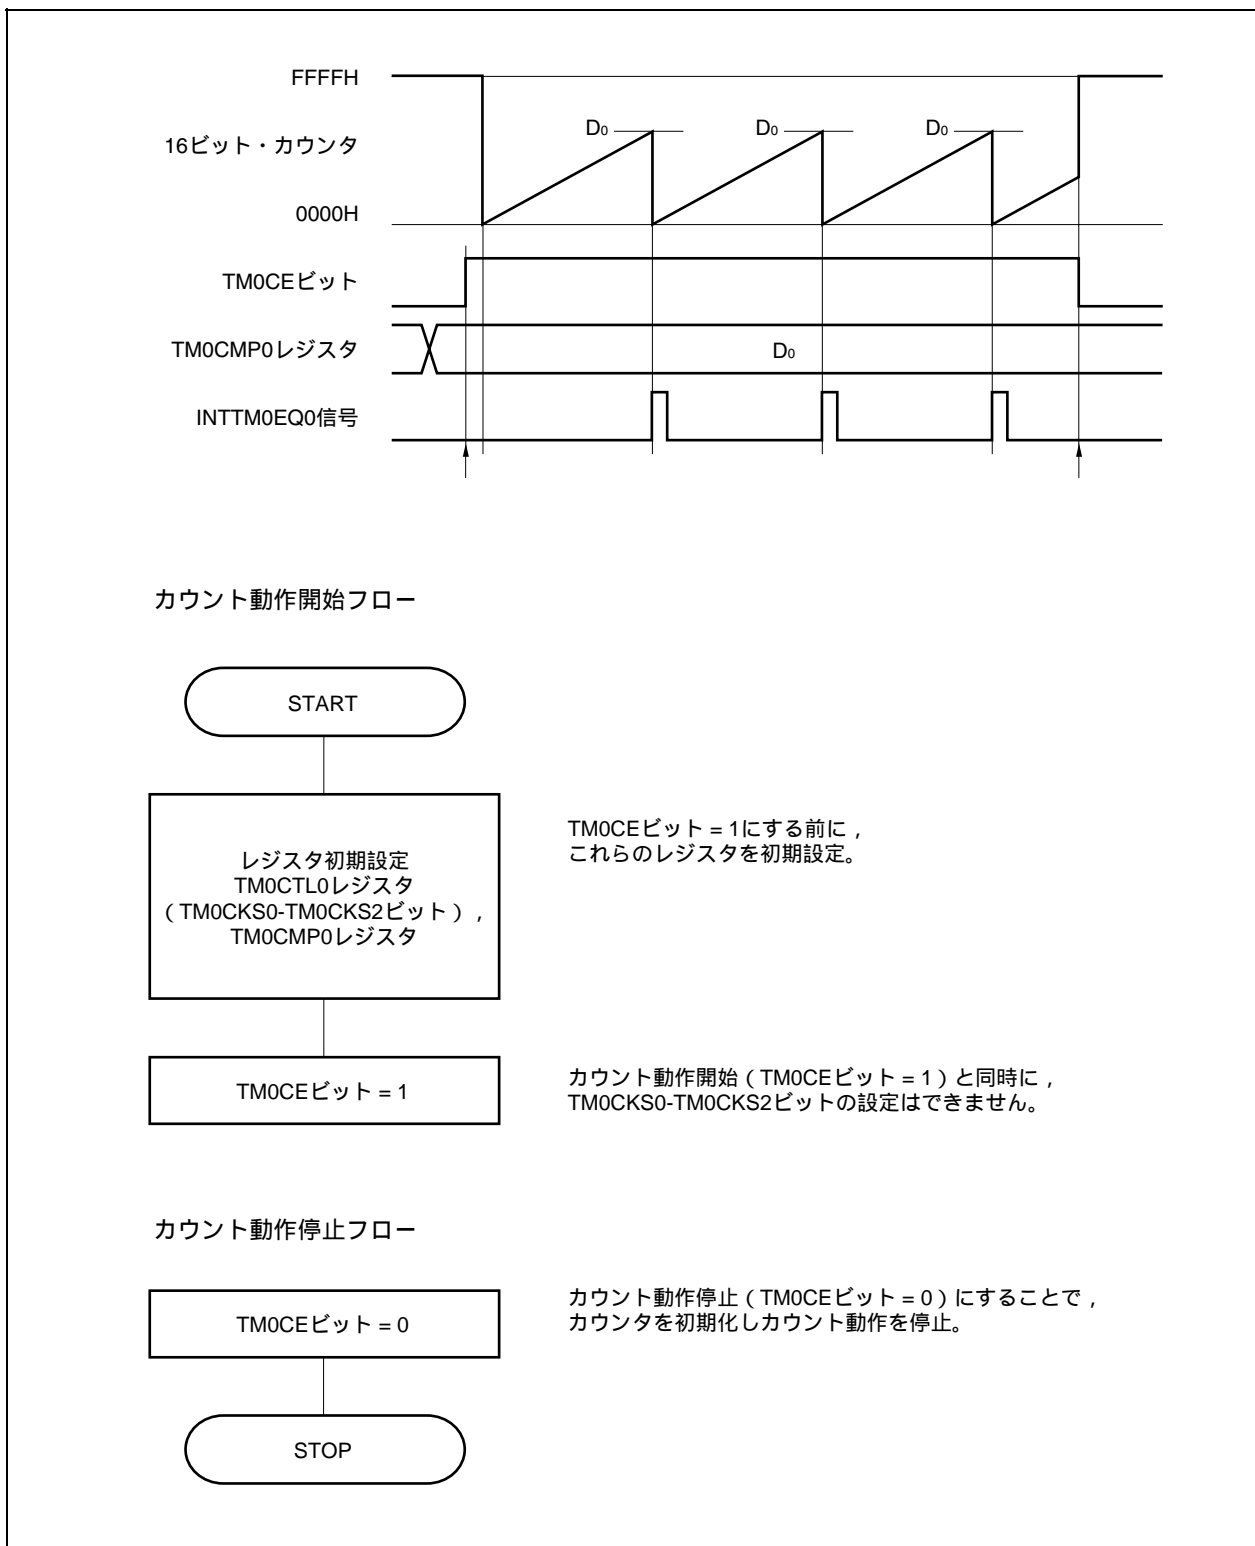 FFFFH
16ビット・カウンタ
0000H
D0
D0
D0
TM0CEビット
TM0CMP0レジスタ
D0
INTTM0EQ0信号
カウント動作開始フロー
START
レジスタ初期設定
TM0CTL0レジスタ
（TM0CKS0-TM0CKS2ビット），
TM0CMP0レジスタ
TM0CEビット = 1にする前に，
これらのレジスタを初期設定。
TM0CEビット = 1
カウント動作開始（TM0CEビット = 1）と同時に，
TM0CKS0-TM0CKS2ビットの設定はできません。
カウント動作停止フロー
TM0CEビット = 0
カウント動作停止（TM0CEビット = 0）にすることで，
カウンタを初期化しカウント動作を停止。
STOP